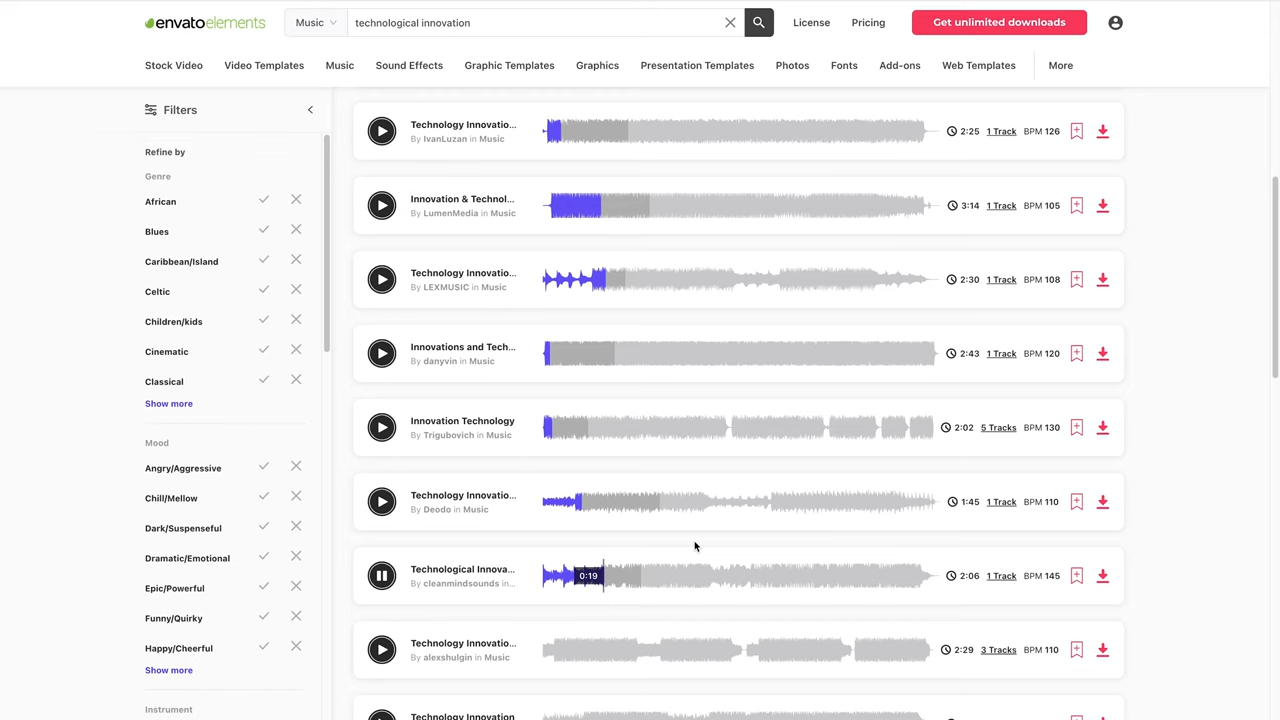 envatoelements
Music
technological innovation
License
Pricing
Get unlimited downloads
Stock Video
Video Templates
Music
Sound Effects
Graphic Templates
Graphics
Presentation Templates
Photos
Fonts
Add-ons
Web Templates
More
Filters
Refine by
Genre
African
Blues
Caribbean/Island
Celtic
Children/kids
Cinematic
Classical
Show more
Mood
Angry/Aggressive
Chill/Mellow
Dark/Suspenseful
Dramatic/Emotional
Epic/Powerful
Funny/Quirky
Happy/Cheerful
Show more
Instrument
Technology Innovatio...
By IvanLuzan in Music
2:25 1 Track BPM 126
Innovation & Technol...
By LumenMedia in Music
3:14 1 Track BPM 105
Technology Innovatio...
By LEXMUSIC in Music
2:30 1 Track BPM 108
Innovations and Tech...
By danyvin in Music
2:43 1 Track BPM 120
Innovation Technology
By Trigubovich in Music
2:02 5 Tracks BPM 130
Technology Innovatio...
By Deodo in Music
1:45 1 Track BPM 110
Technological Innova...
By cleanmindsounds in...
0:19
2:06 1 Track BPM 145
Technology Innovatio...
By alexshulgin in Music
2:29 3 Tracks BPM 110
Technology Innovation